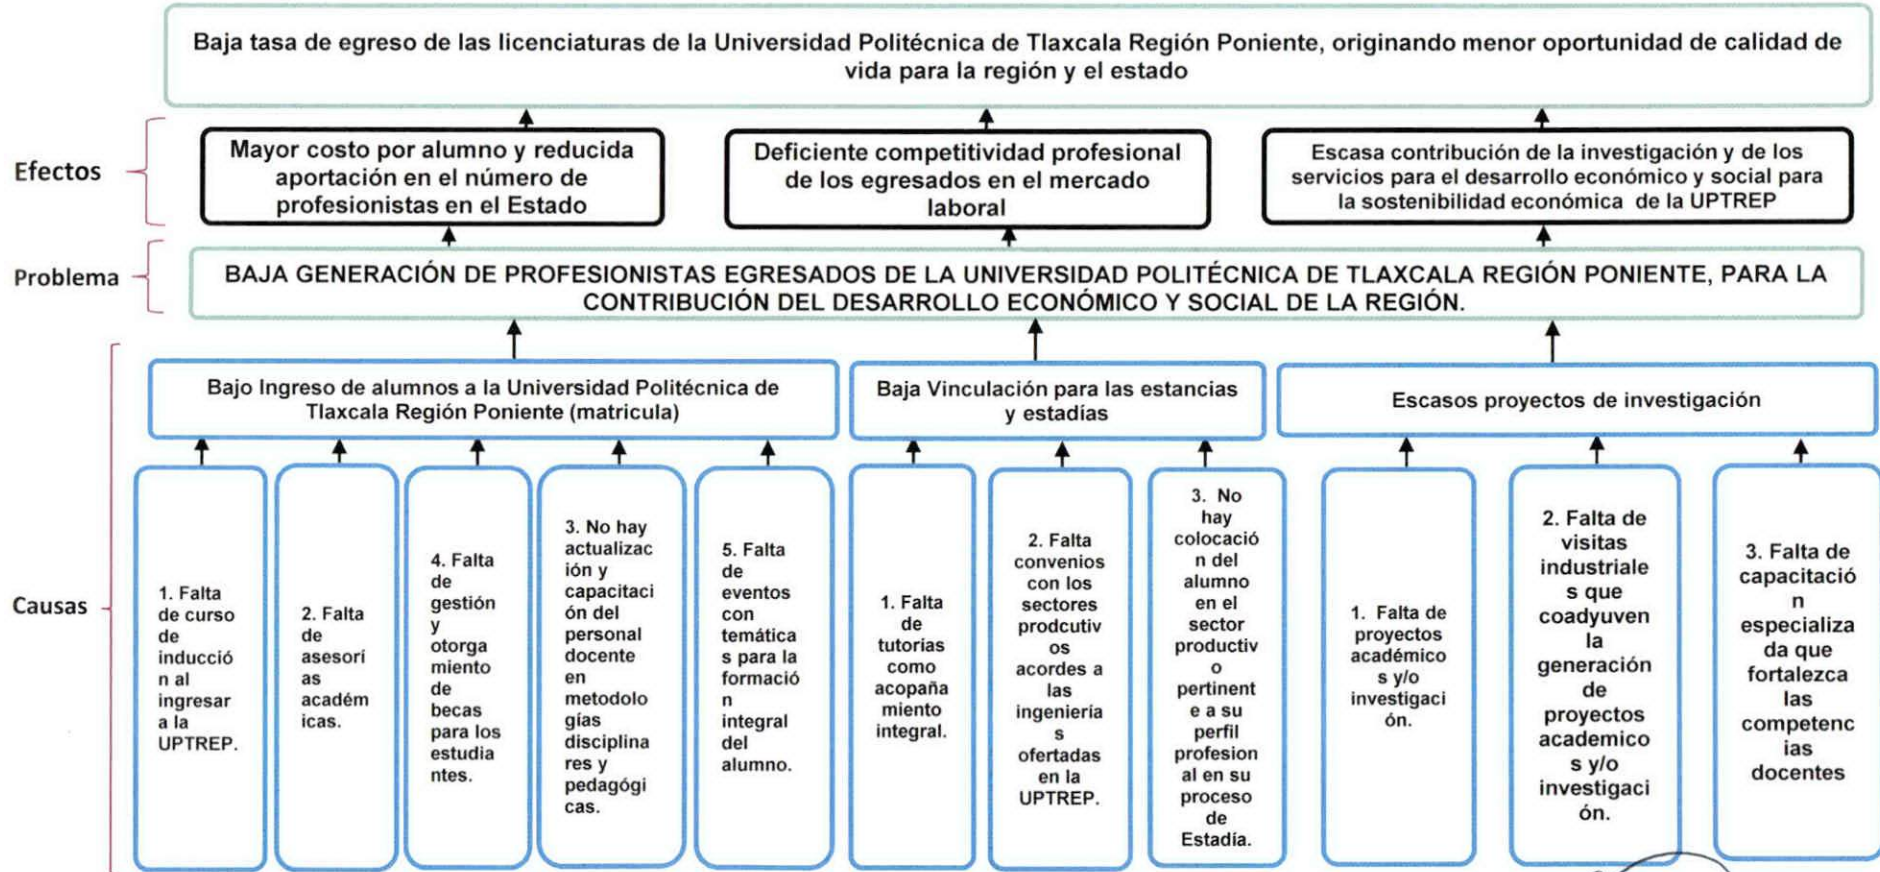 Baja tasa de egreso de las licenciaturas de la Universidad Politécnica de Tlaxcala Región Poniente, originando menor oportunidad de calidad de
vida para la región y el estado
Efectos
Mayor costo por alumno y reducida
aportación en el número de
profesionistas en el Estado
Deficiente competitividad profesional
de los egresados en el mercado
laboral
Escasa contribución de la investigación y de los
servicios para el desarrollo económico y social para
la sostenibilidad económica de la UPTREP
Problema
BAJA GENERACIÓN DE PROFESIONISTAS EGRESADOS DE LA UNIVERSIDAD POLITÉCNICA DE TLAXCALA REGIÓN PONIENTE, PARA LA
CONTRIBUCIÓN DEL DESARROLLO ECONÓMICO Y SOCIAL DE LA REGIÓN.
Causas
Bajo Ingreso de alumnos a la Universidad Politécnica de
Tlaxcala Región Poniente (matricula)
Baja Vinculación para las estancias
y estadías
Escasos proyectos de investigación
1. Falta
de curso
de
inducció
n al
ingresar
a la
UPTREP.
2. Falta
de
asesorí
as
académ
icas.
4. Falta
de
gestión
y
otorga
miento
de
becas
para los
estudia
ntes.
3. No hay
actualizac
ión y
capacitaci
ón del
personal
docente
en
metodolo
gías
disciplina
res y
pedagógi
cas.
5. Falta
de
eventos
con
temática
s para la
formació
n
integral
del
alumno.
1. Falta
de
tutorias
como
acopaña
miento
integral.
2. Falta
convenios
con los
sectores
prodcutiv
os
acordes a
las
ingeniería
s
ofertadas
en la
UPTREP.
3. No
hay
colocació
n del
alumno
en el
sector
productiv
o
pertinent
e a su
perfil
profesion
al en su
proceso
de
Estadía.
1. Falta de
proyectos
académico
s y/o
investigaci
ón.
2. Falta de
visitas
industriale
s que
coadyuven
la
generación
de
proyectos
academico
s y/o
investigaci
ón.
3. Falta de
capacitació
n
especializa
da que
fortalezca
las
competenc
ias
docentes